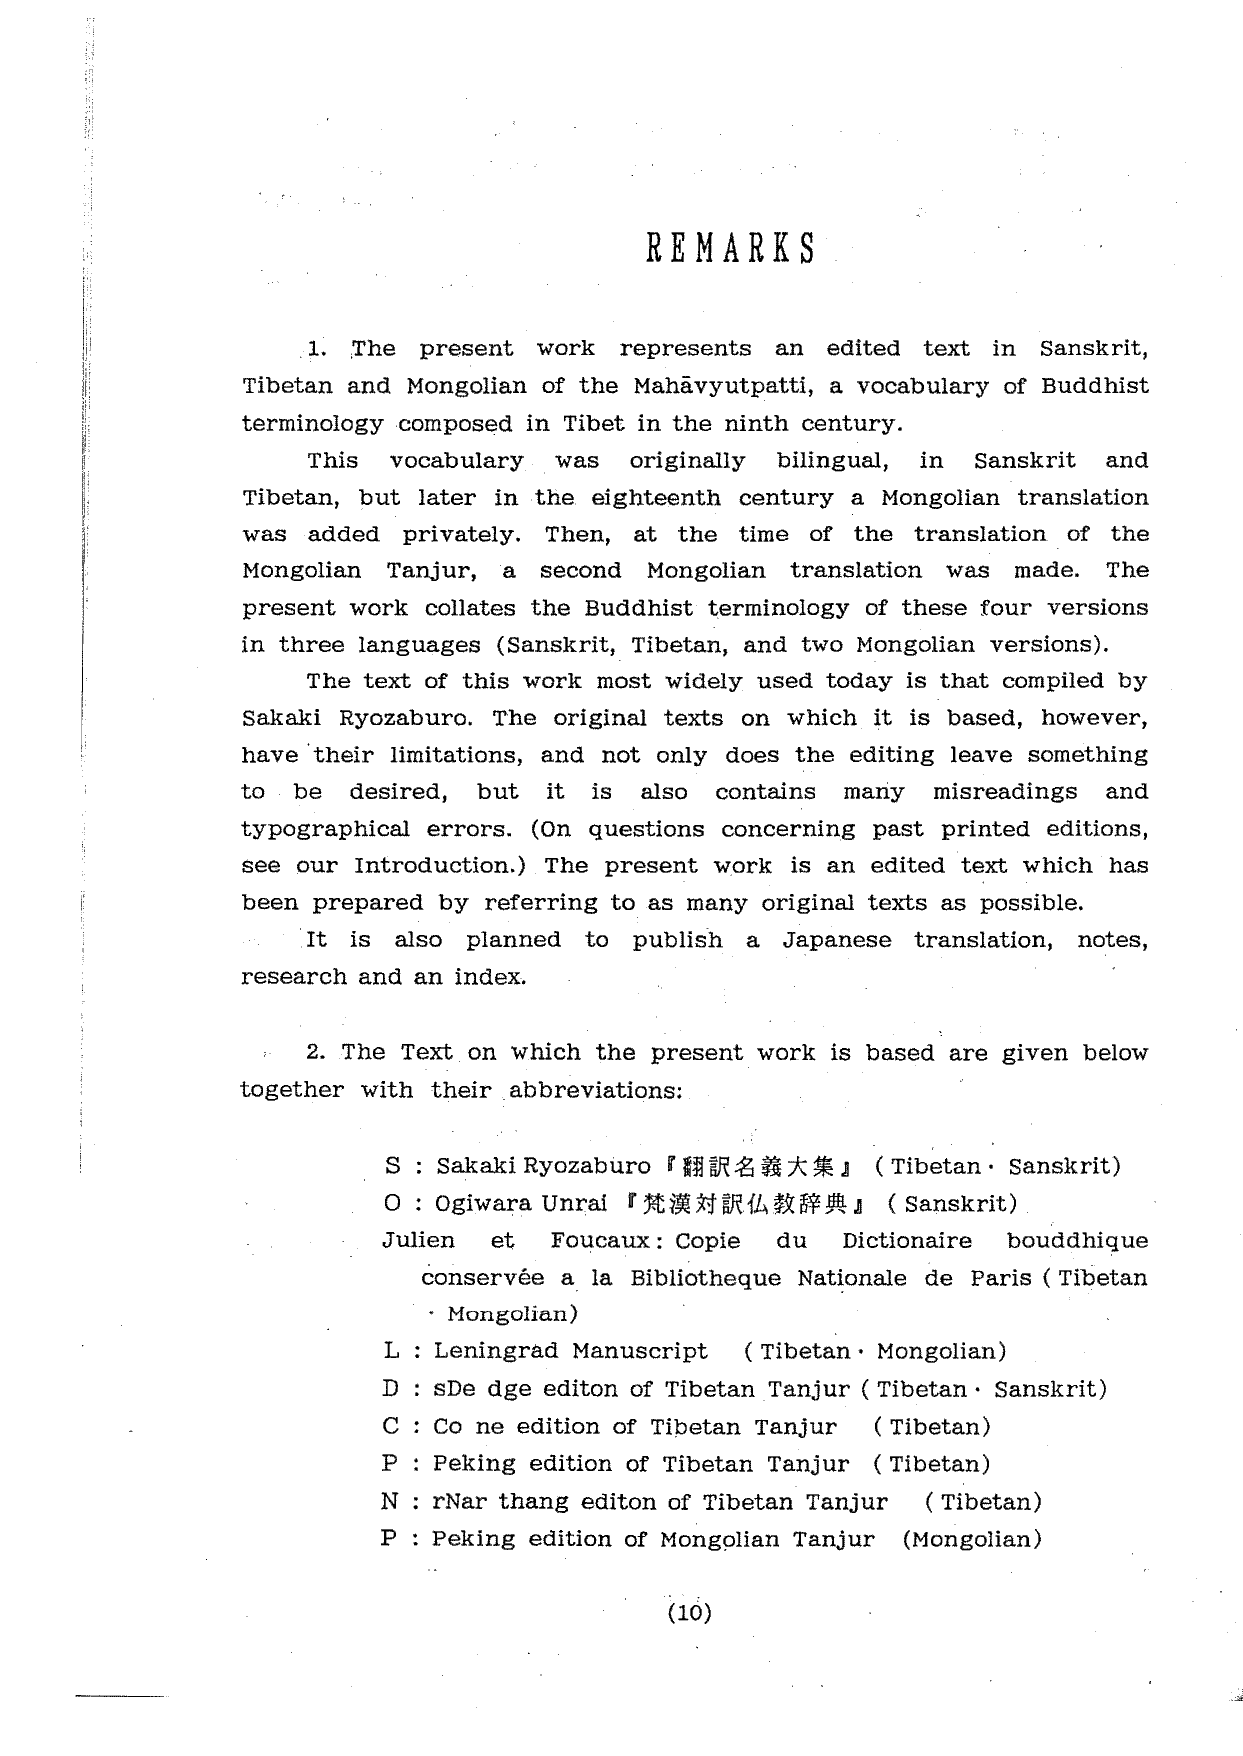 REMARKS
1. The present work represents an edited text in Sanskrit,
Tibetan and Mongolian of the Mahāvyutpatti, a vocabulary of Buddhist
terminology composed in Tibet in the ninth century.
This vocabulary was originally bilingual, in Sanskrit and
Tibetan, but later in the eighteenth century a Mongolian translation
was added privately. Then, at the time of the translation of the
Mongolian Tanjur, a second Mongolian translation was made. The
present work collates the Buddhist terminology of these four versions
in three languages (Sanskrit, Tibetan, and two Mongolian versions).
The text of this work most widely used today is that compiled by
Sakaki Ryozaburo. The original texts on which it is based, however,
have their limitations, and not only does the editing leave something
to be desired, but it is also contains many misreadings and
typographical errors. (On questions concerning past printed editions,
see our Introduction.) The present work is an edited text which has
been prepared by referring to as many original texts as possible.
It is also planned to publish a Japanese translation, notes,
research and an index.
2. The Text on which the present work is based are given below
together with their abbreviations:
S : Sakaki Ryozaburo『翻訳名義大集』 (Tibetan・Sanskrit)
O : Ogiwara Unrai『梵漢対訳仏教辞典』 (Sanskrit)
Julien et Foucaux: Copie du Dictionaire bouddhique
conservée a la Bibliotheque Nationale de Paris (Tibetan
・Mongolian)
L : Leningrad Manuscript (Tibetan・Mongolian)
D : sDe dge editon of Tibetan Tanjur (Tibetan・Sanskrit)
C : Co ne edition of Tibetan Tanjur (Tibetan)
P : Peking edition of Tibetan Tanjur (Tibetan)
N : rNar thang editon of Tibetan Tanjur (Tibetan)
P : Peking edition of Mongolian Tanjur (Mongolian)
(10)